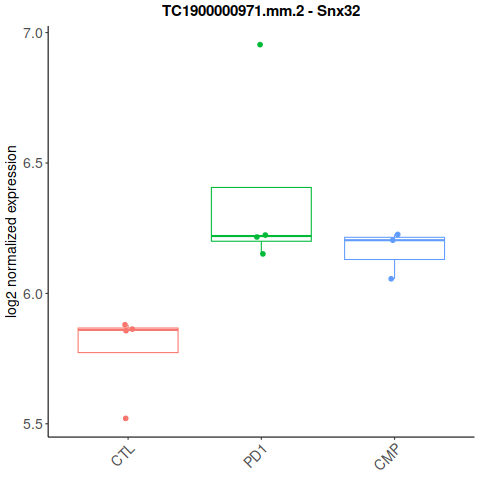 TC1900000971.mm.2 - Snx32
log2 normalized expression
7.0
6.5
6.0
5.5
CTL
PD1
CMP